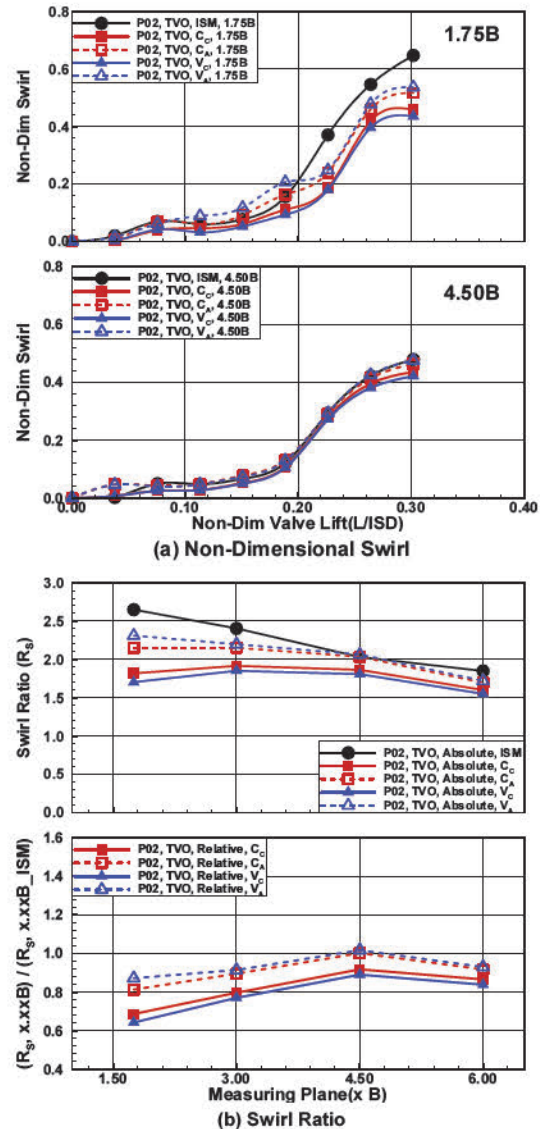 0.8
P02, TVO, ISM, 1.75B
P02, TVO, C_C, 1.75B
P02, TVO, C_A, 1.75B
P02, TVO, V_C, 1.75B
P02, TVO, V_A, 1.75B
1.75B
0.6
0.4
0.2
0.0
Non-Dim Swirl
0.8
P02, TVO, ISM, 4.50B
P02, TVO, C_C, 4.50B
P02, TVO, C_A, 4.50B
P02, TVO, V_C, 4.50B
P02, TVO, V_A, 4.50B
4.50B
0.6
0.4
0.2
0.0
Non-Dim Swirl
0.00 0.10 0.20 0.30 0.40
Non-Dim Valve Lift(L/ISD)
(a) Non-Dimensional Swirl
3.0
2.5
2.0
1.5
1.0
0.5
0.0
Swirl Ratio (R_S)
P02, TVO, Absolute, ISM
P02, TVO, Absolute, C_C
P02, TVO, Absolute, C_A
P02, TVO, Absolute, V_C
P02, TVO, Absolute, V_A
1.6
P02, TVO, Relative, C_C
P02, TVO, Relative, C_A
P02, TVO, Relative, V_C
P02, TVO, Relative, V_A
1.4
1.2
1.0
0.8
0.6
0.4
(R_S, x.xxB) / (R_S, x.xxB_ISM)
1.50 3.00 4.50 6.00
Measuring Plane(x B)
(b) Swirl Ratio